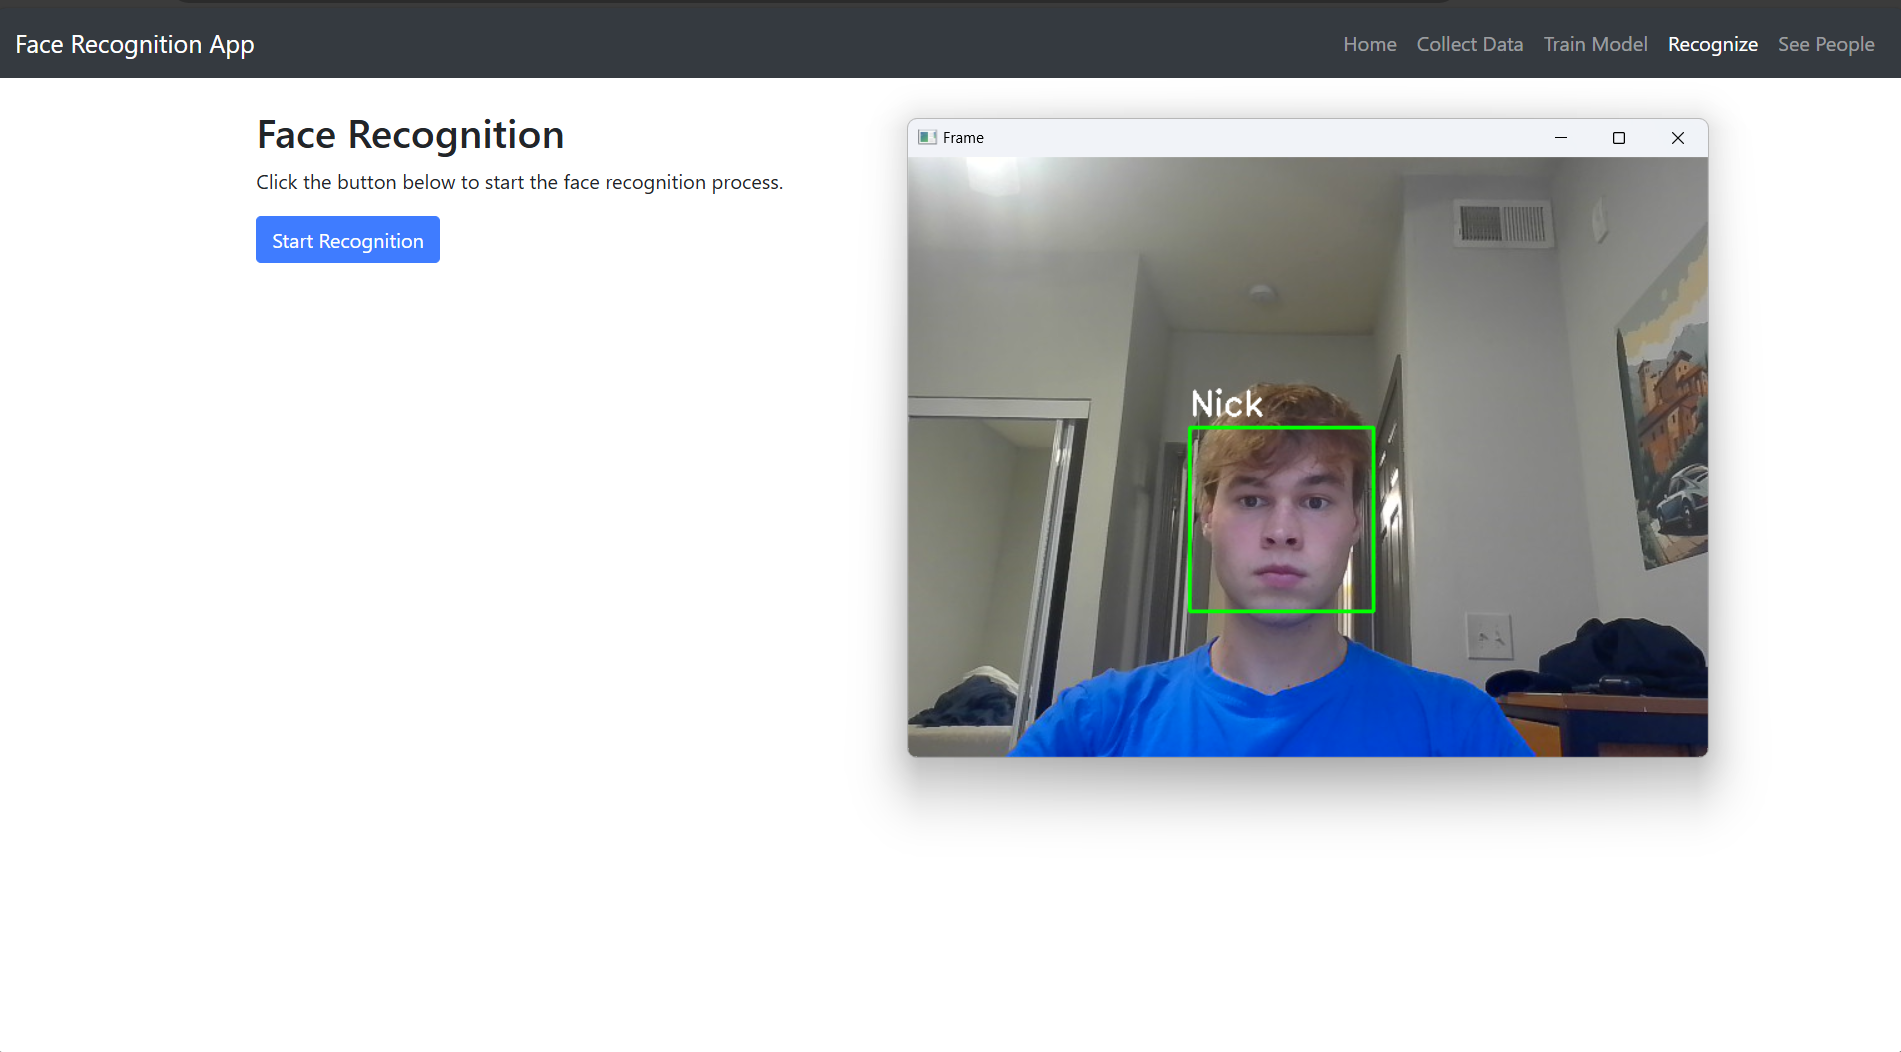 Face Recognition App
Home Collect Data Train Model Recognize See People
Face Recognition
Click the button below to start the face recognition process.
Start Recognition
Frame
Nick